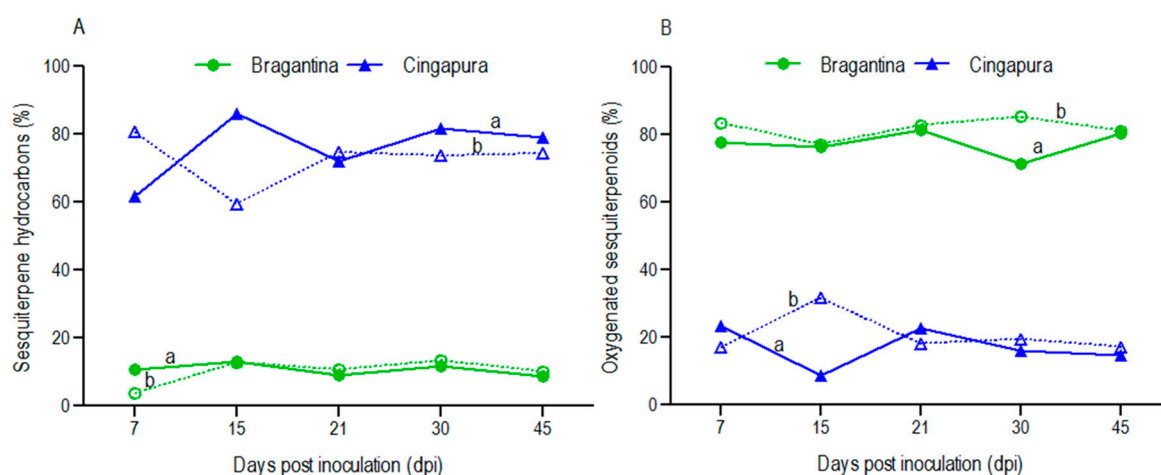 A
Bragantina Cingapura
Sesquiterpene hydrocarbons (%)
100
80
60
40
20
0
a
b
a
b
7 15 21 30 45
Days post inoculation (dpi)
B
Bragantina Cingapura
Oxygenated sesquiterpenoids (%)
100
80
60
40
20
0
b
a
b
a
7 15 21 30 45
Days post inoculation (dpi)